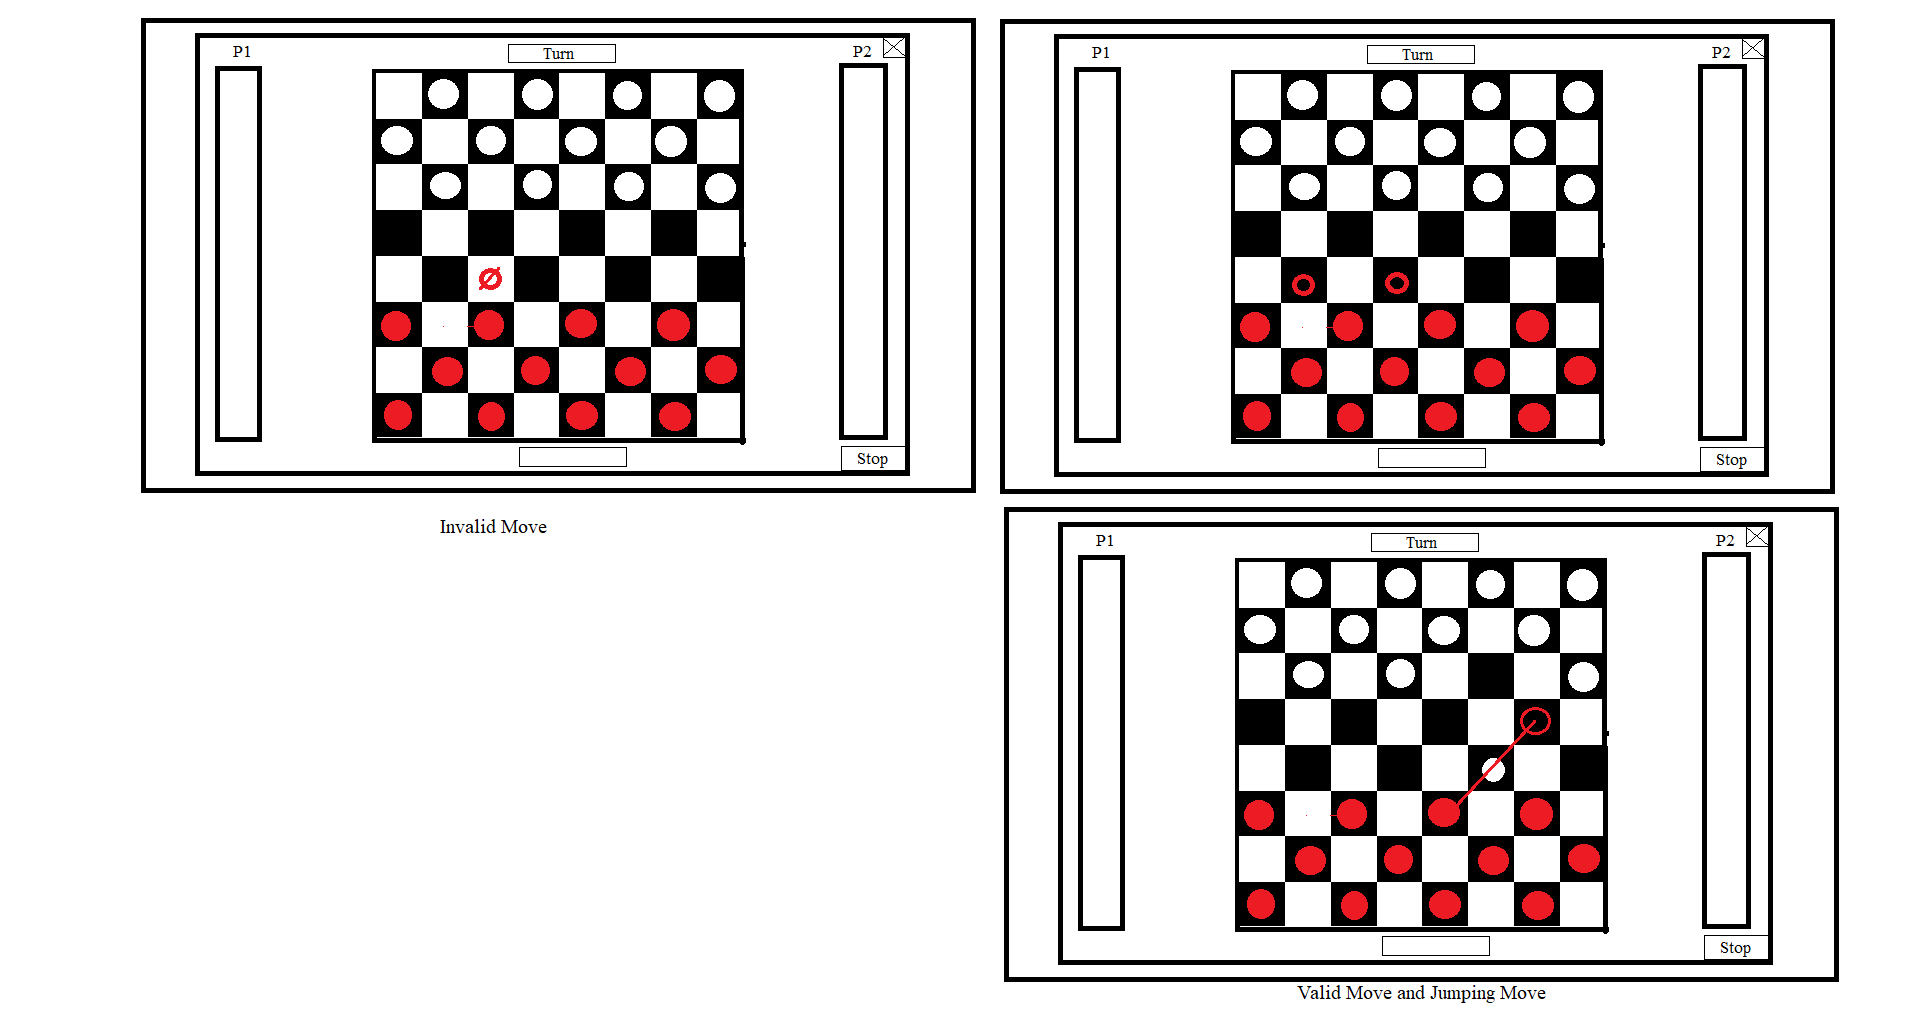 P1
Turn
P2
Stop
Invalid Move
P1
Turn
P2
Stop
P1
Turn
P2
Stop
Valid Move and Jumping Move